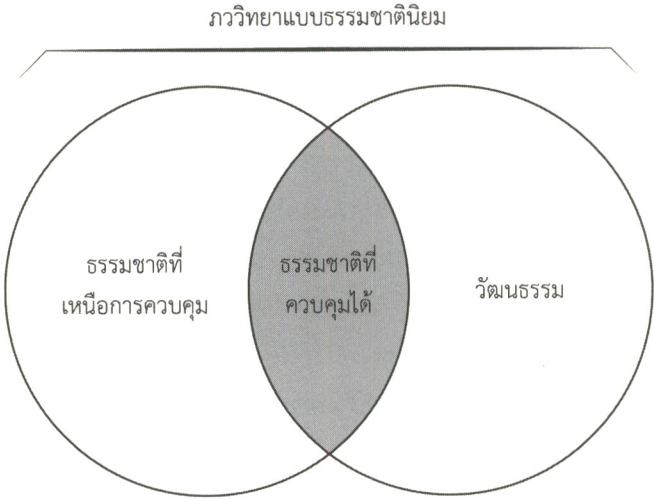 ภววิทยาแบบธรรมชาตินิยม
ธรรมชาติที่
เหนือการควบคุม
ธรรมชาติที่
ควบคุมได้
วัฒนธรรม